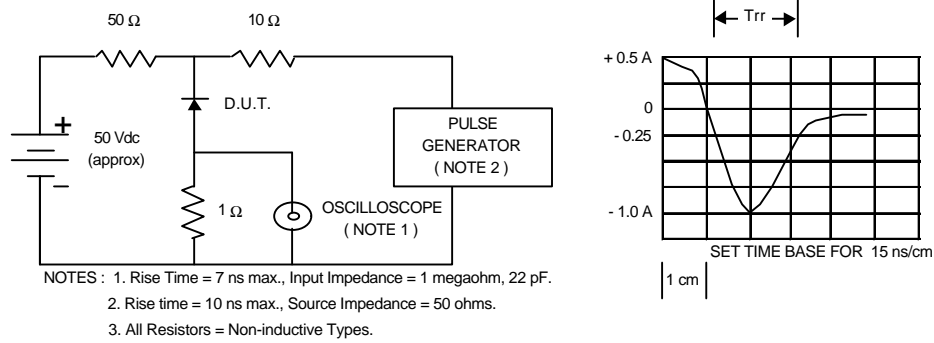 50 Ω
10 Ω
D.U.T.
+
50 Vdc
(approx)
−
1 Ω
OSCILLOSCOPE
( NOTE 1 )
PULSE
GENERATOR
( NOTE 2 )
Trr
+ 0.5 A
0
- 0.25
- 1.0 A
SET TIME BASE FOR 15 ns/cm
1 cm
NOTES : 1. Rise Time = 7 ns max., Input Impedance = 1 megaohm, 22 pF.
2. Rise time = 10 ns max., Source Impedance = 50 ohms.
3. All Resistors = Non-inductive Types.